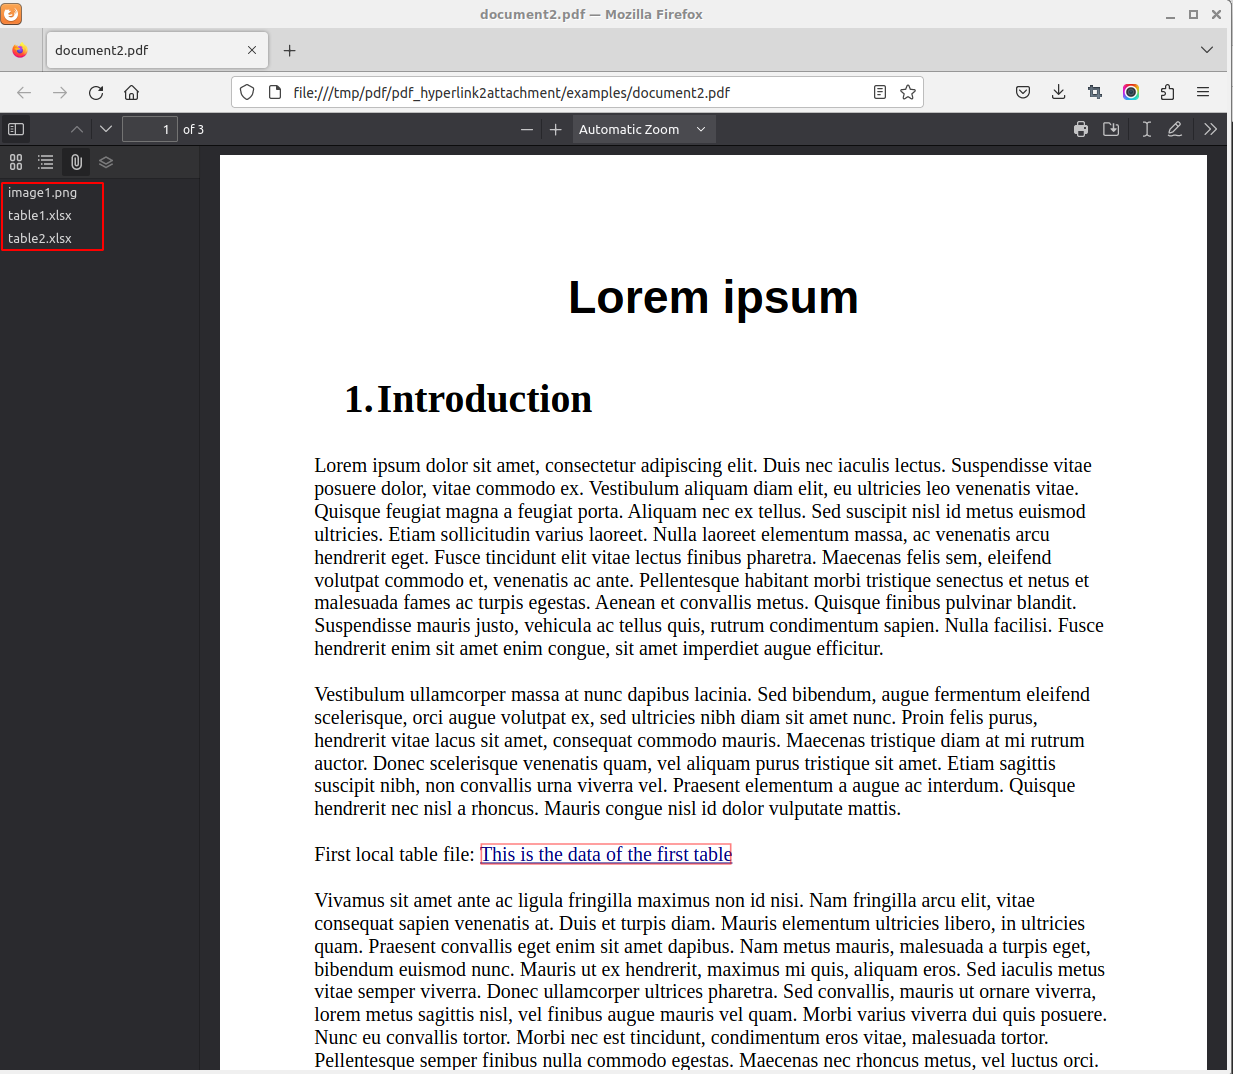 document2.pdf — Mozilla Firefox
document2.pdf
file:///tmp/pdf/pdf_hyperlink2attachment/examples/document2.pdf
1 of 3
Automatic Zoom
image1.png
table1.xlsx
table2.xlsx
Lorem ipsum
1. Introduction
Lorem ipsum dolor sit amet, consectetur adipiscing elit. Duis nec iaculis lectus. Suspendisse vitae
posuere dolor, vitae commodo ex. Vestibulum aliquam diam elit, eu ultricies leo venenatis vitae.
Quisque feugiat magna a feugiat porta. Aliquam nec ex tellus. Sed suscipit nisl id metus euismod
ultricies. Etiam sollicitudin varius laoreet. Nulla laoreet elementum massa, ac venenatis arcu
hendrerit eget. Fusce tincidunt elit vitae lectus finibus pharetra. Maecenas felis sem, eleifend
volutpat commodo et, venenatis ac ante. Pellentesque habitant morbi tristique senectus et netus et
malesuada fames ac turpis egestas. Aenean et convallis metus. Quisque finibus pulvinar blandit.
Suspendisse mauris justo, vehicula ac tellus quis, rutrum condimentum sapien. Nulla facilisi. Fusce
hendrerit enim sit amet enim congue, sit amet imperdiet augue efficitur.
Vestibulum ullamcorper massa at nunc dapibus lacinia. Sed bibendum, augue fermentum eleifend
scelerisque, orci augue volutpat ex, sed ultricies nibh diam sit amet nunc. Proin felis purus,
hendrerit vitae lacus sit amet, consequat commodo mauris. Maecenas tristique diam at mi rutrum
auctor. Donec scelerisque venenatis quam, vel aliquam purus tristique sit amet. Etiam sagittis
suscipit nibh, non convallis urna viverra vel. Praesent elementum a augue ac interdum. Quisque
hendrerit nec nisl a rhoncus. Mauris congue nisl id dolor vulputate mattis.
First local table file: This is the data of the first table
Vivamus sit amet ante ac ligula fringilla maximus non id nisi. Nam fringilla arcu elit, vitae
consequat sapien venenatis at. Duis et turpis diam. Mauris elementum ultricies libero, in ultricies
quam. Praesent convallis eget enim sit amet dapibus. Nam metus mauris, malesuada a turpis eget,
bibendum euismod nunc. Mauris ut ex hendrerit, maximus mi quis, aliquam eros. Sed iaculis metus
vitae semper viverra. Donec ullamcorper ultrices pharetra. Sed convallis, mauris ut ornare viverra,
lorem metus sagittis nisl, vel finibus augue mauris vel quam. Morbi varius viverra dui quis posuere.
Nunc eu convallis tortor. Morbi nec est tincidunt, condimentum eros vitae, malesuada tortor.
Pellentesque semper finibus nulla commodo egestas. Maecenas nec rhoncus metus, vel luctus orci.